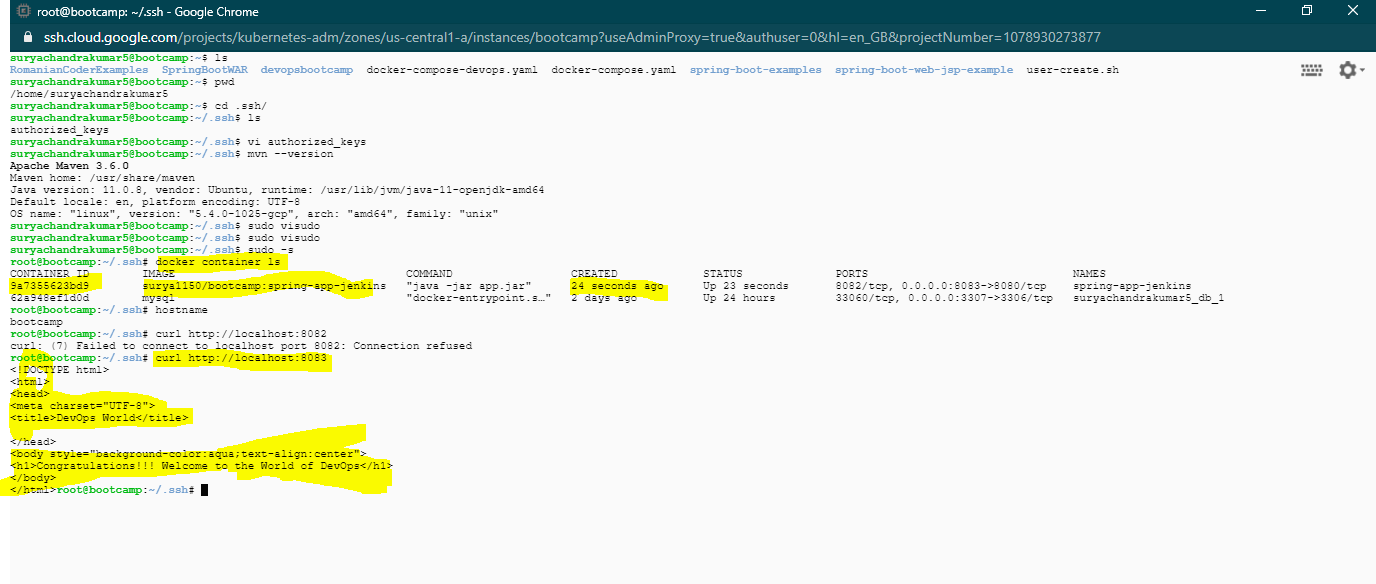 root@bootcamp: ~/.ssh - Google Chrome
ssh.cloud.google.com/projects/kubernetes-adm/zones/us-central1-a/instances/bootcamp?useAdminProxy=true&authuser=0&hl=en_GB&projectNumber=1078930273877
suryachandrakumar5@bootcamp:~$ ls
RomanianCoderExamples  SpringBootWAR  devopsbootcamp  docker-compose-devops.yaml  docker-compose.yaml  spring-boot-examples  spring-boot-web-jsp-example  user-create.sh
suryachandrakumar5@bootcamp:~$ pwd
/home/suryachandrakumar5
suryachandrakumar5@bootcamp:~$ cd .ssh/
suryachandrakumar5@bootcamp:~/.ssh$ ls
authorized_keys
suryachandrakumar5@bootcamp:~/.ssh$ vi authorized_keys
suryachandrakumar5@bootcamp:~/.ssh$ mvn --version
Apache Maven 3.6.0
Maven home: /usr/share/maven
Java version: 11.0.8, vendor: Ubuntu, runtime: /usr/lib/jvm/java-11-openjdk-amd64
Default locale: en, platform encoding: UTF-8
OS name: "linux", version: "5.4.0-1025-gcp", arch: "amd64", family: "unix"
suryachandrakumar5@bootcamp:~/.ssh$ sudo visudo
suryachandrakumar5@bootcamp:~/.ssh$ sudo visudo
suryachandrakumar5@bootcamp:~/.ssh$ sudo -s
root@bootcamp:~/.ssh# docker container ls
CONTAINER ID        IMAGE                                   COMMAND                  CREATED             STATUS              PORTS                               NAMES
9a7355623bd9        surya1150/bootcamp:spring-app-jenkins   "java -jar app.jar"      24 seconds ago      Up 23 seconds       8082/tcp, 0.0.0.0:8083->8080/tcp    spring-app-jenkins
62a948ef1d0d        mysql                                   "docker-entrypoint.s…"   2 days ago          Up 24 hours         33060/tcp, 0.0.0.0:3307->3306/tcp   suryachandrakumar5_db_1
root@bootcamp:~/.ssh# hostname
bootcamp
root@bootcamp:~/.ssh# curl http://localhost:8082
curl: (7) Failed to connect to localhost port 8082: Connection refused
root@bootcamp:~/.ssh# curl http://localhost:8083
<!DOCTYPE html>
<html>
<head>
<meta charset="UTF-8">
<title>DevOps World</title>
</head>
<body style="background-color:aqua;text-align:center">
<h1>Congratulations!!! Welcome to the World of DevOps</h1>
</body>
</html>root@bootcamp:~/.ssh#